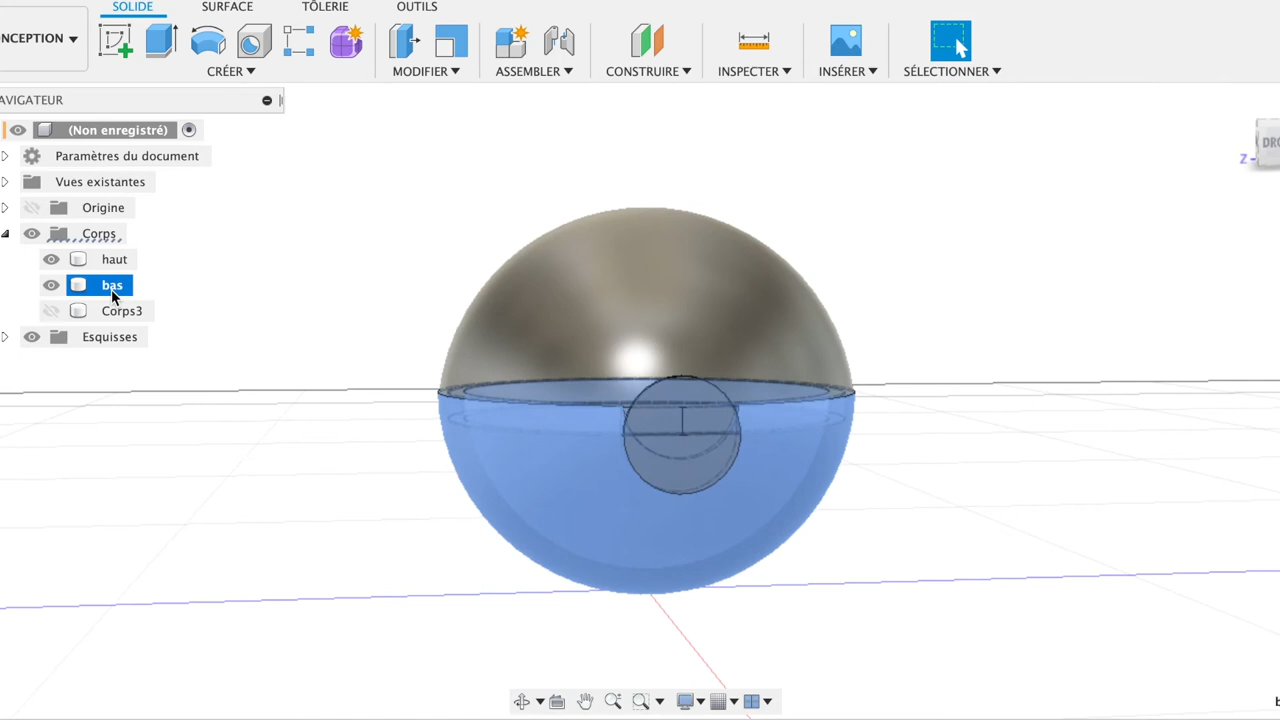 SOLIDE SURFACE TÔLERIE OUTILS
NCEPTION
CRÉER MODIFIER ASSEMBLER CONSTRUIRE INSPECTER INSÉRER SÉLECTIONNER
AVIGATEUR
(Non enregistré)
Paramètres du document
Vues existantes
Origine
Corps
haut
bas
Corps3
Esquisses
Z
DRO
b